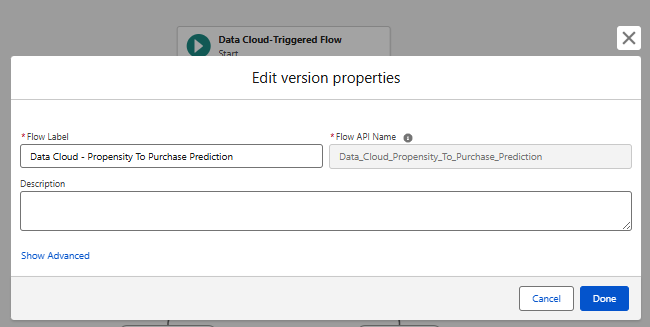 Data Cloud-Triggered Flow
Start
Edit version properties
*Flow Label
*Flow API Name
Data Cloud - Propensity To Purchase Prediction
Data_Cloud_Propensity_To_Purchase_Prediction
Description
Show Advanced
Cancel
Done